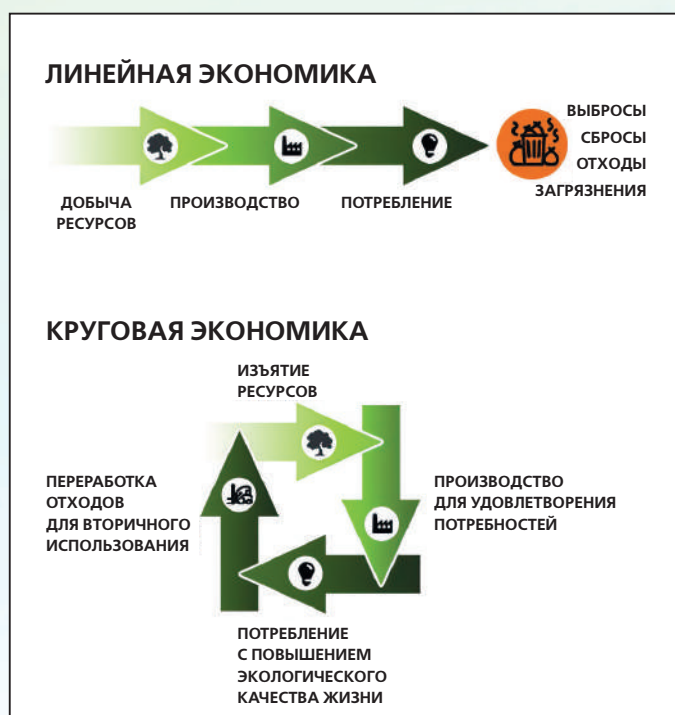 ЛИНЕЙНАЯ ЭКОНОМИКА
ВЫБРОСЫ
СБРОСЫ
ОТХОДЫ
ЗАГРЯЗНЕНИЯ
ДОБЫЧА
РЕСУРСОВ
ПРОИЗВОДСТВО
ПОТРЕБЛЕНИЕ
КРУГОВАЯ ЭКОНОМИКА
ИЗЪЯТИЕ
РЕСУРСОВ
ПЕРЕРАБОТКА
ОТХОДОВ
ДЛЯ ВТОРИЧНОГО
ИСПОЛЬЗОВАНИЯ
ПРОИЗВОДСТВО
ДЛЯ УДОВЛЕТВОРЕНИЯ
ПОТРЕБНОСТЕЙ
ПОТРЕБЛЕНИЕ
С ПОВЫШЕНИЕМ
ЭКОЛОГИЧЕСКОГО
КАЧЕСТВА ЖИЗНИ